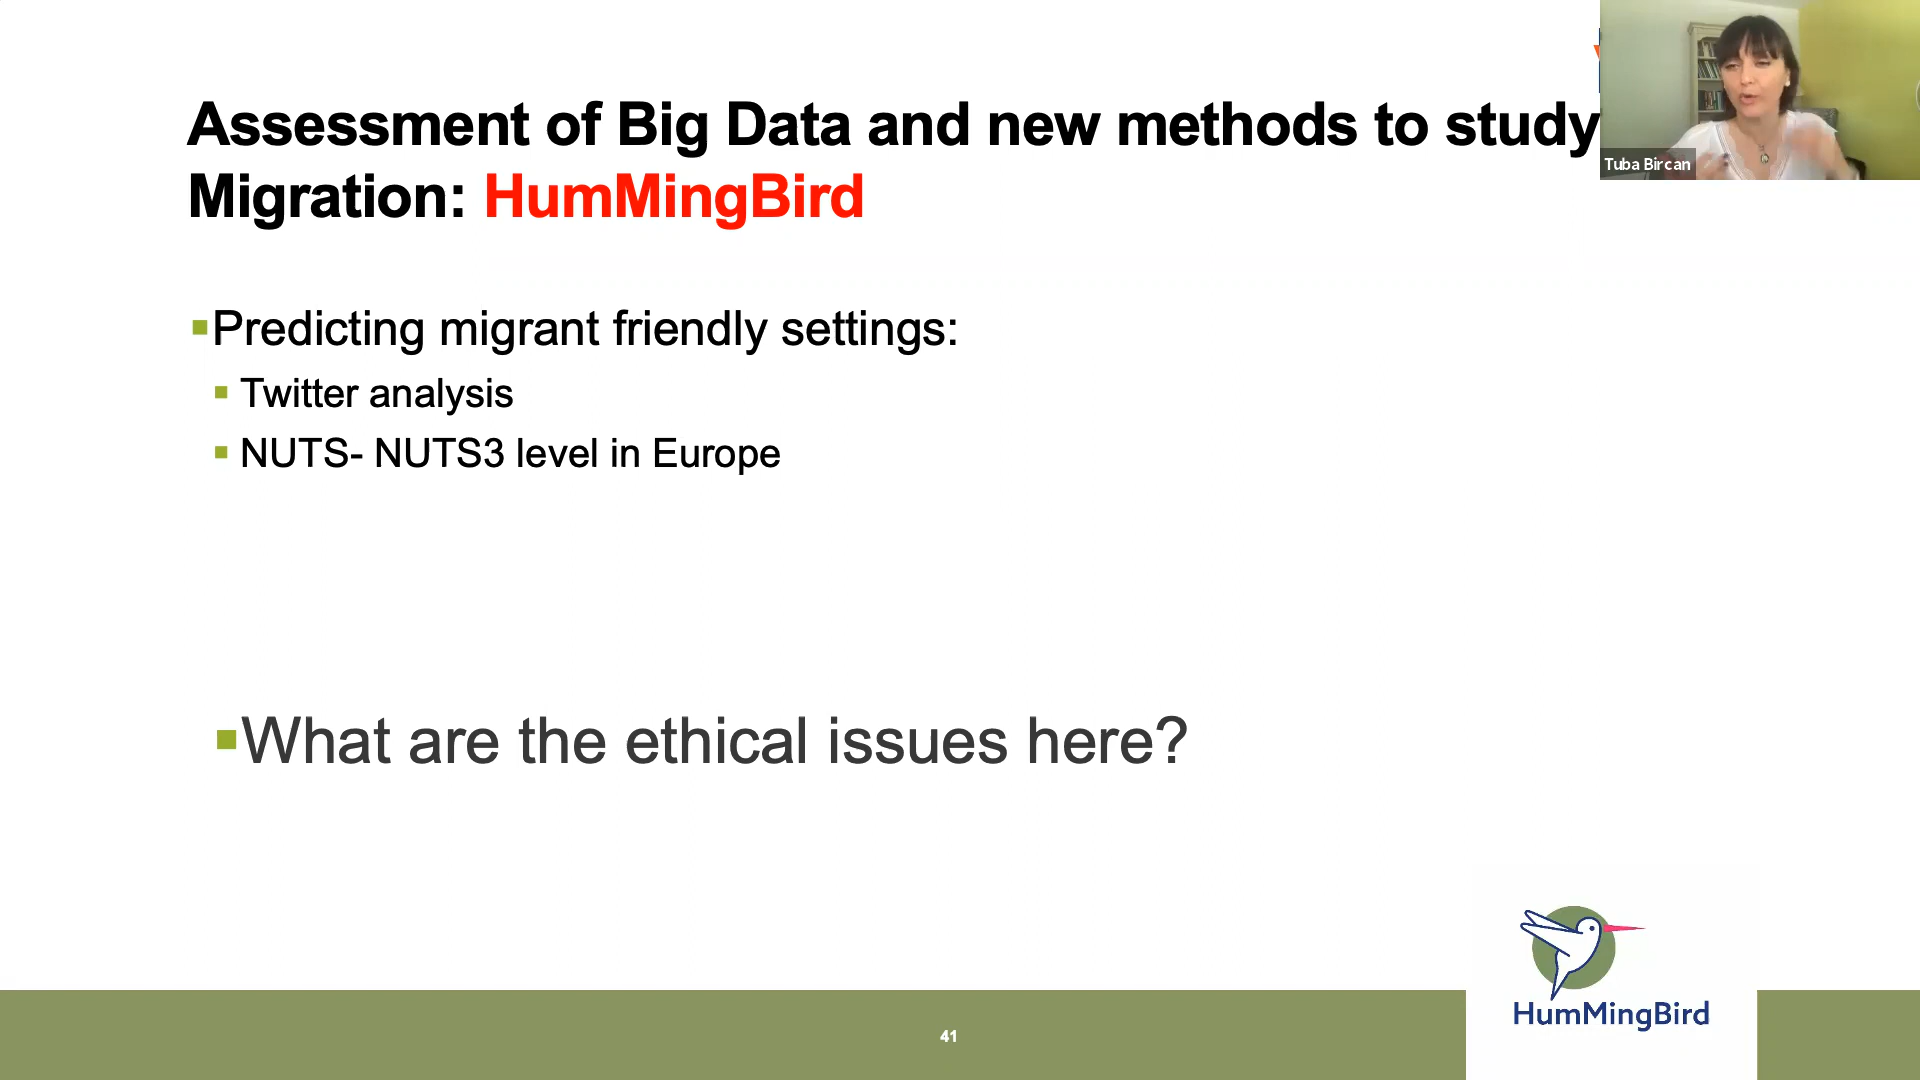 Assessment of Big Data and new methods to study
Migration: HumMingBird
Tuba Bircan
Predicting migrant friendly settings:
Twitter analysis
NUTS- NUTS3 level in Europe
What are the ethical issues here?
HumMingBird
41